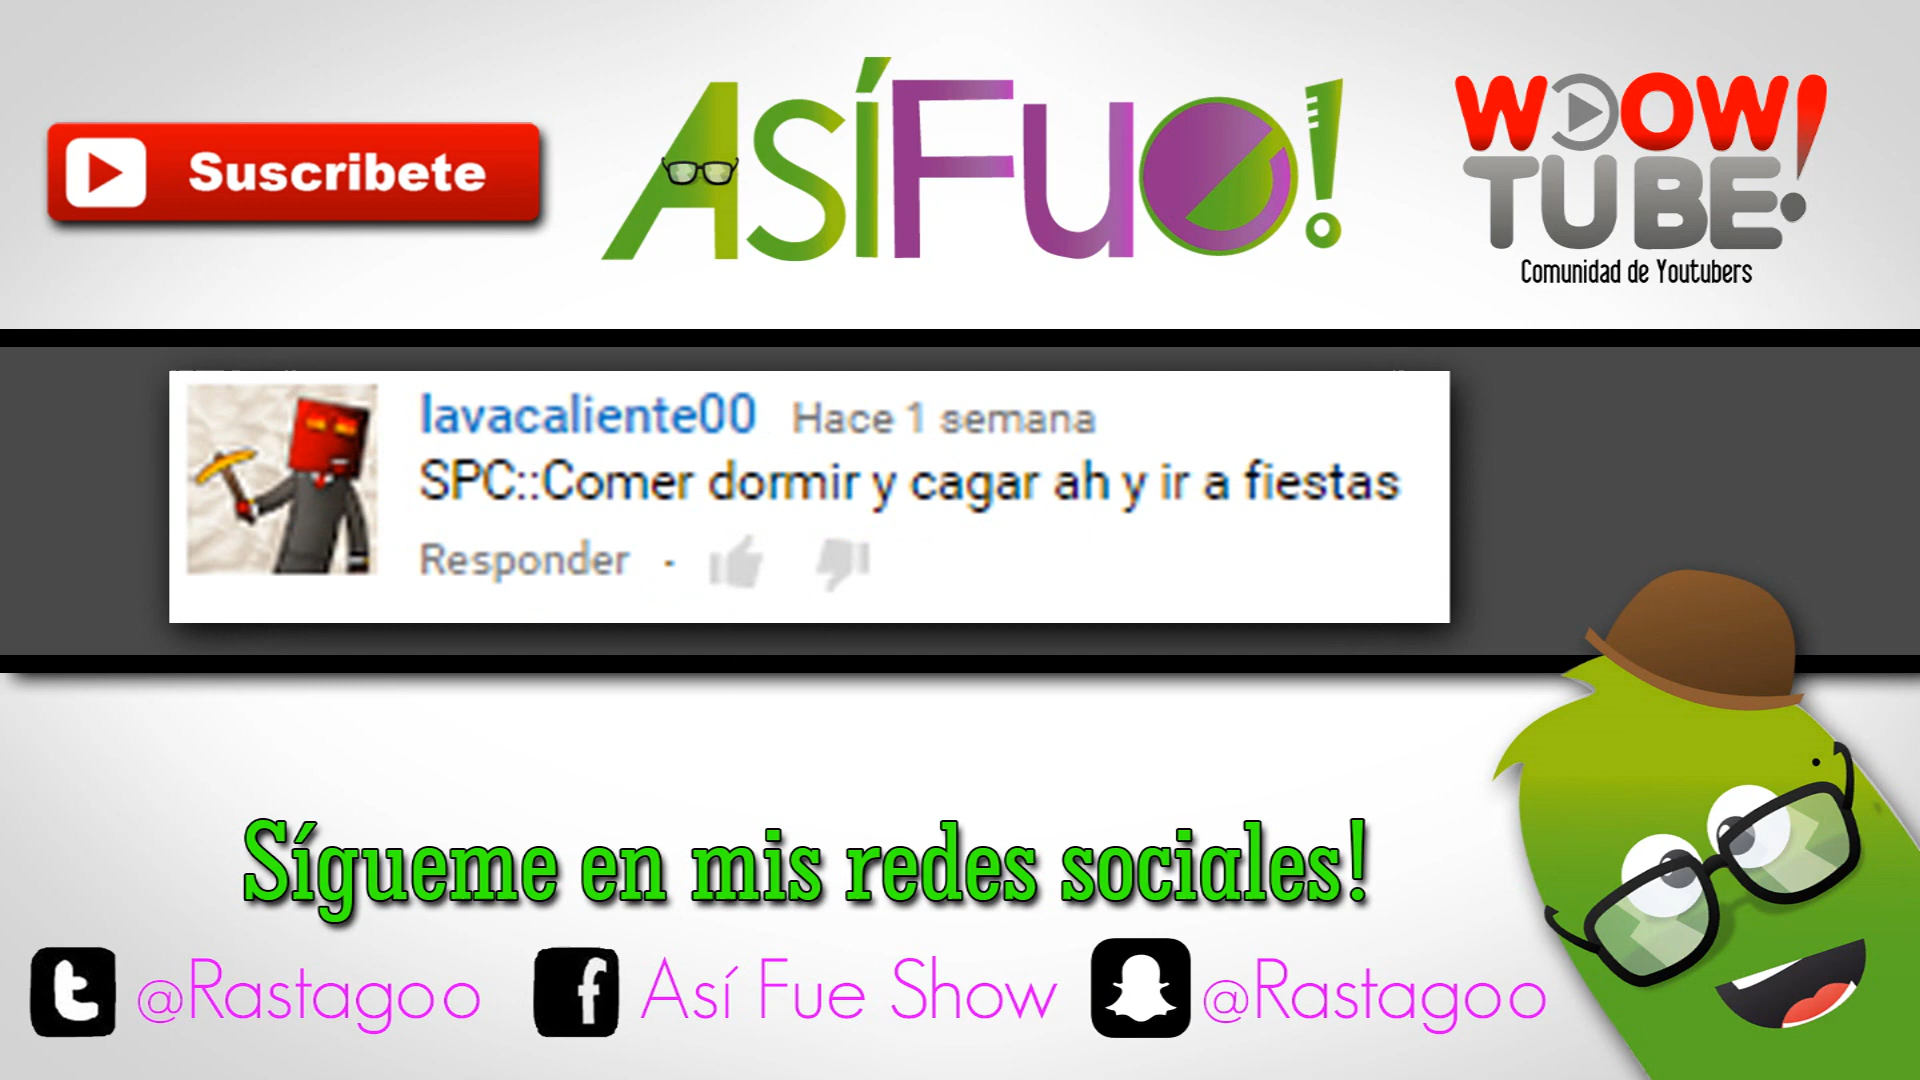 Suscribete
AsíFue!
WOOW!
TUBE
Comunidad de Youtubers
lavacaliente00 Hace 1 semana
SPC::Comer dormir y cagar ah y ir a fiestas
Responder -
Sígueme en mis redes sociales!
@Rastagoo Así Fue Show @Rastagoo